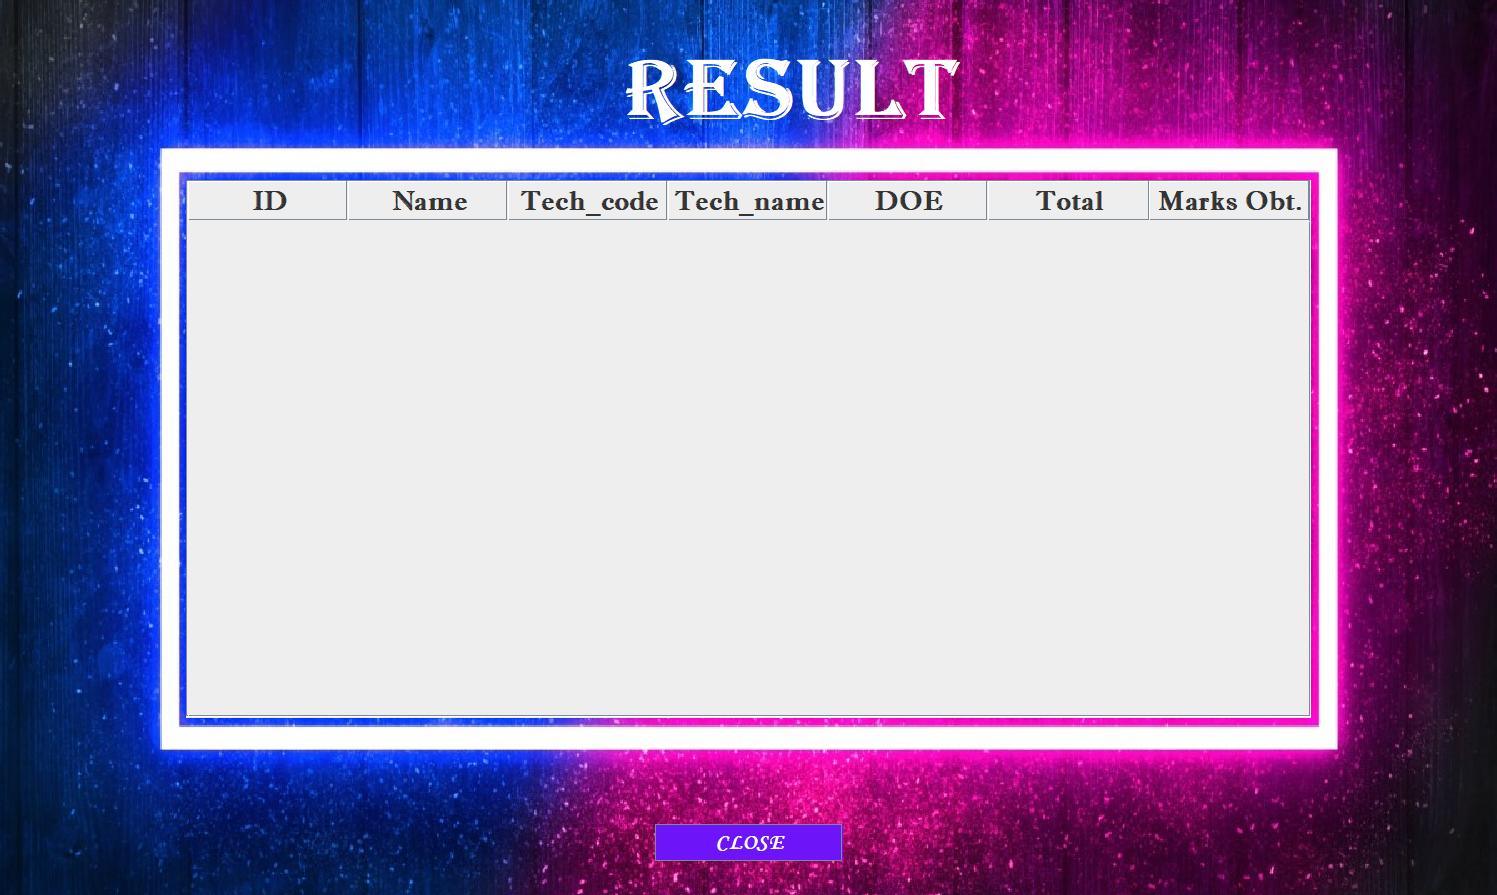 RESULT
ID Name Tech_code Tech_name DOE Total Marks Obt.
CLOSE